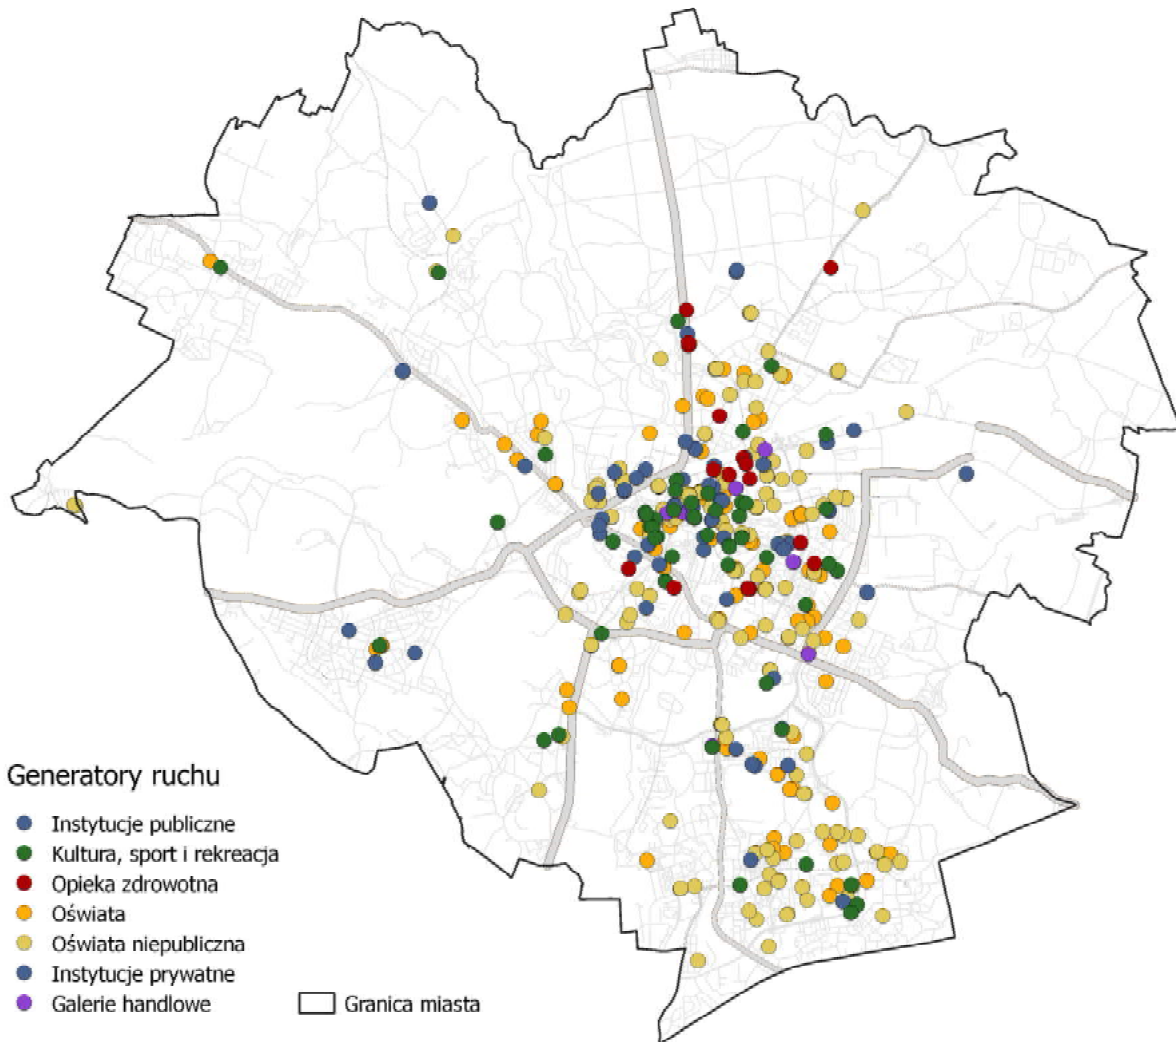 Generatory ruchu
Instytucje publiczne
Kultura, sport i rekreacja
Opieka zdrowotna
Oświata
Oświata niepubliczna
Instytucje prywatne
Galerie handlowe
Granica miasta